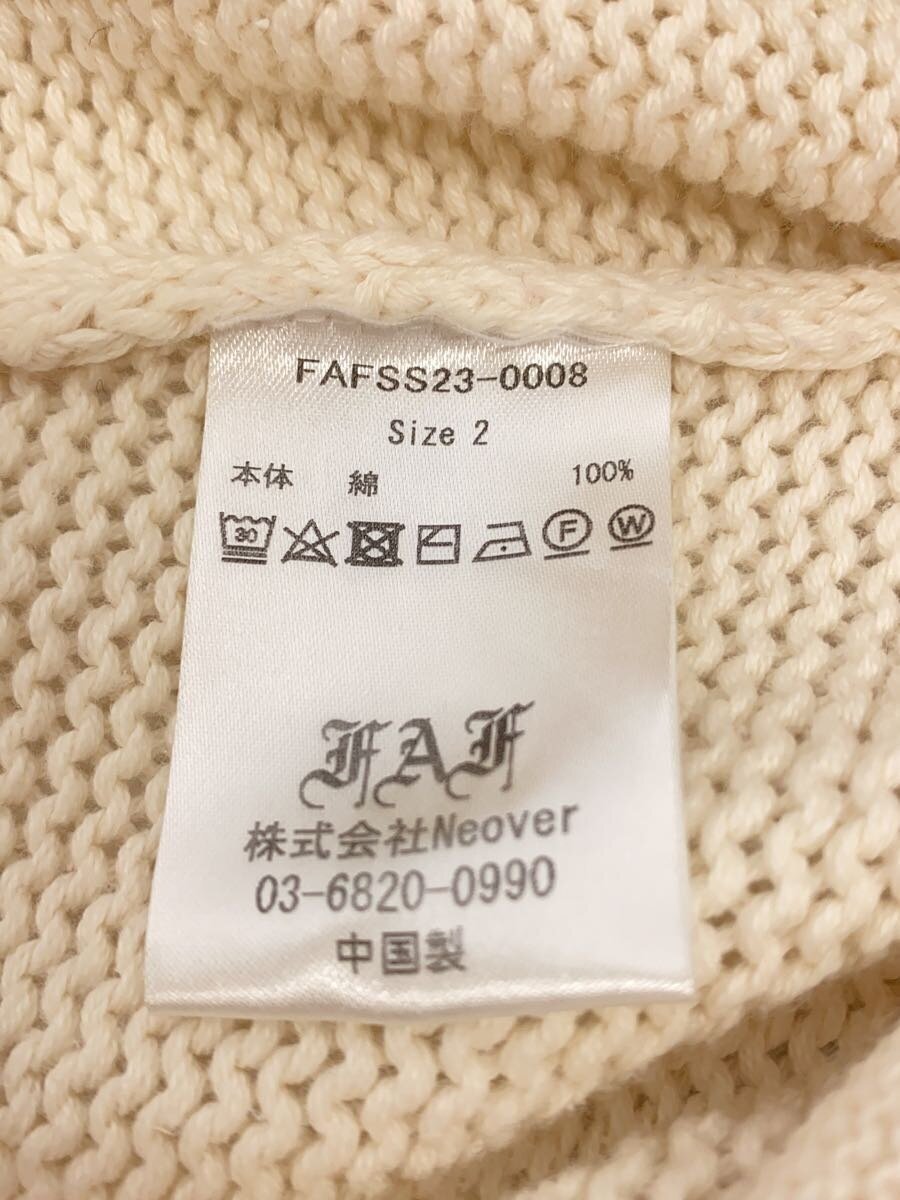 FAFSS23-0008
Size 2
本体 綿 100%
30 F W
FAF
株式会社Neover
03-6820-0990
中国製